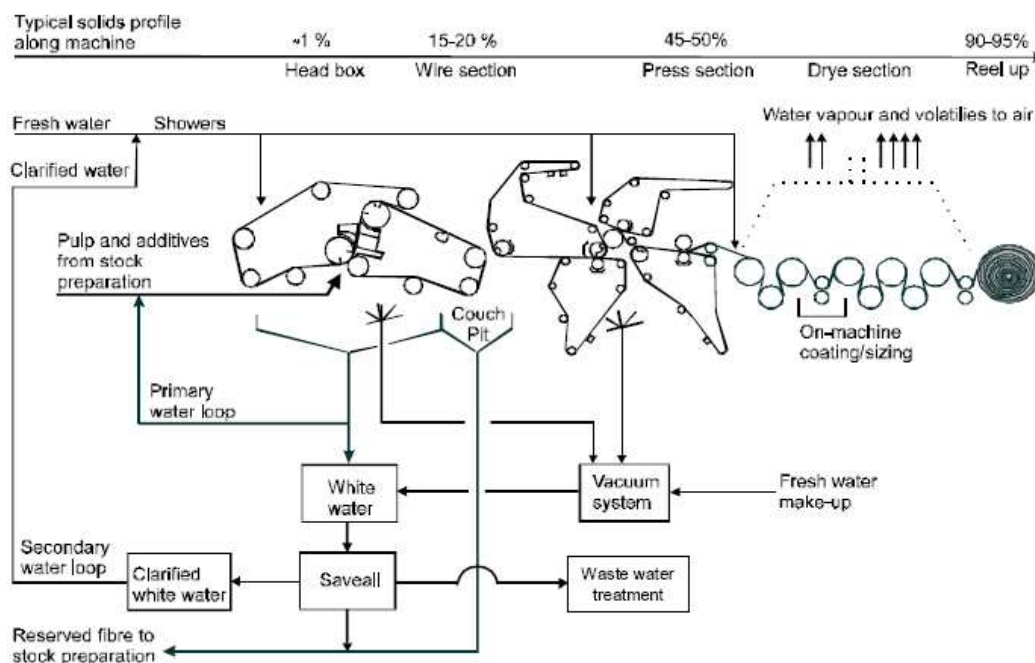 Typical solids profile
along machine
~1 %
15-20 %
45-50%
90-95%
Head box
Wire section
Press section
Drye section
Reel up
Fresh water
Showers
Water vapour and volatilies to air
Clarified water
Pulp and additives
from stock
preparation
Couch
Pit
On-machine
coating/sizing
Primary
water loop
White
water
Vacuum
system
Fresh water
make-up
Secondary
water loop
Clarified
white water
Saveall
Waste water
treatment
Reserved fibre to
stock preparation